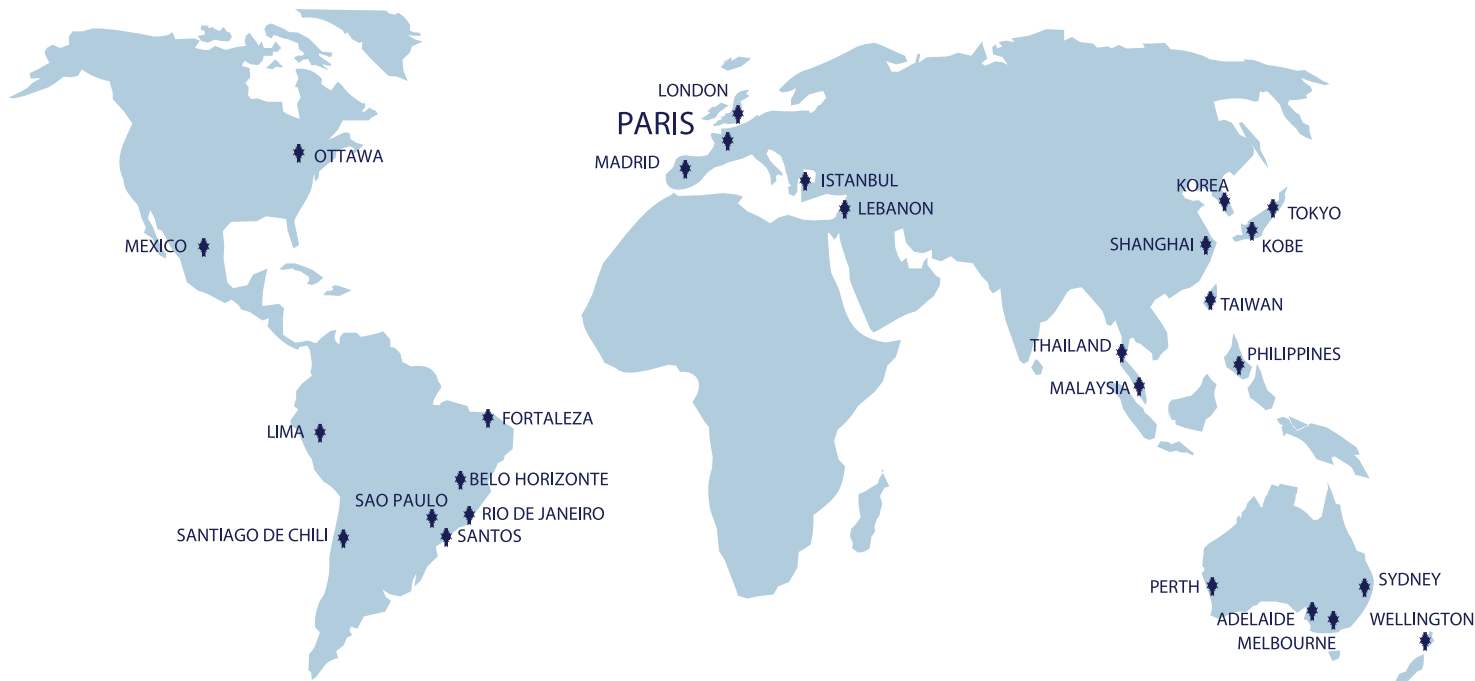 LONDON
PARIS
OTTAWA
MADRID
ISTANBUL
KOREA
LEBANON
TOKYO
MEXICO
SHANGHAI
KOBE
TAIWAN
THAILAND
PHILIPPINES
MALAYSIA
FORTALEZA
LIMA
BELO HORIZONTE
SAO PAULO
RIO DE JANEIRO
SANTIAGO DE CHILI
SANTOS
PERTH
SYDNEY
ADELAIDE
WELLINGTON
MELBOURNE